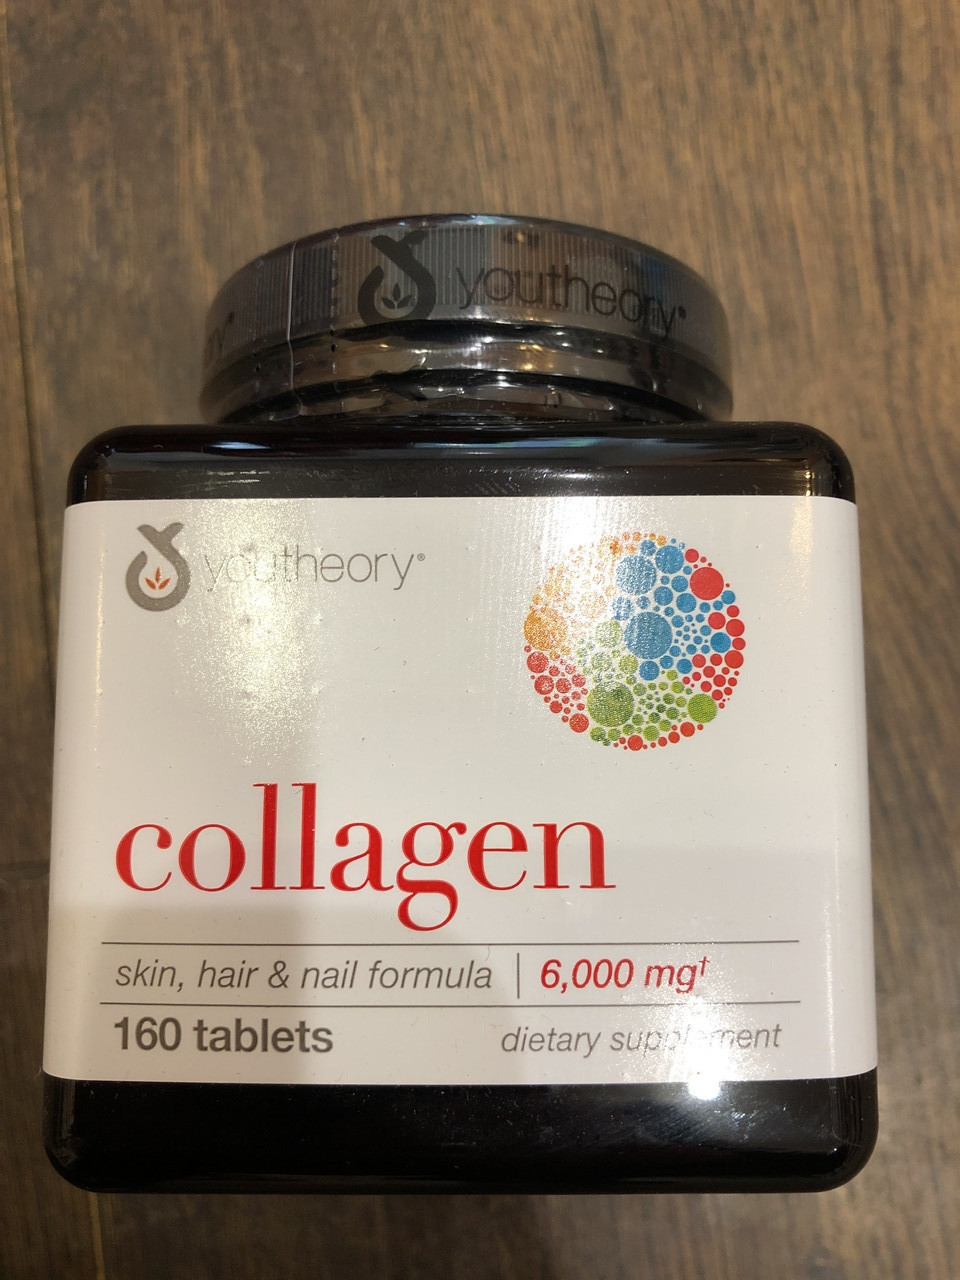 youtheory®
youtheory®
collagen
skin, hair & nail formula | 6,000 mg†
160 tablets dietary supplement